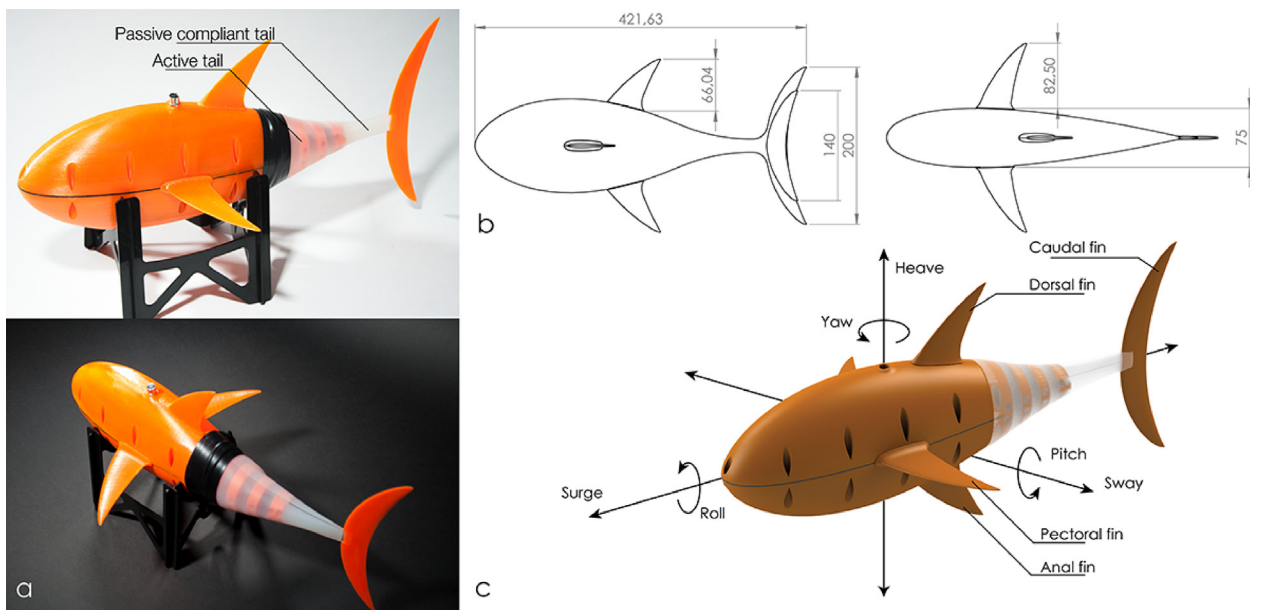 Passive compliant tail
Active tail
a
421,63
66,04
140
200
82,50
75
b
Caudal fin
Heave
Dorsal fin
Yaw
Pitch
Surge
Sway
Roll
Pectoral fin
Anal fin
c